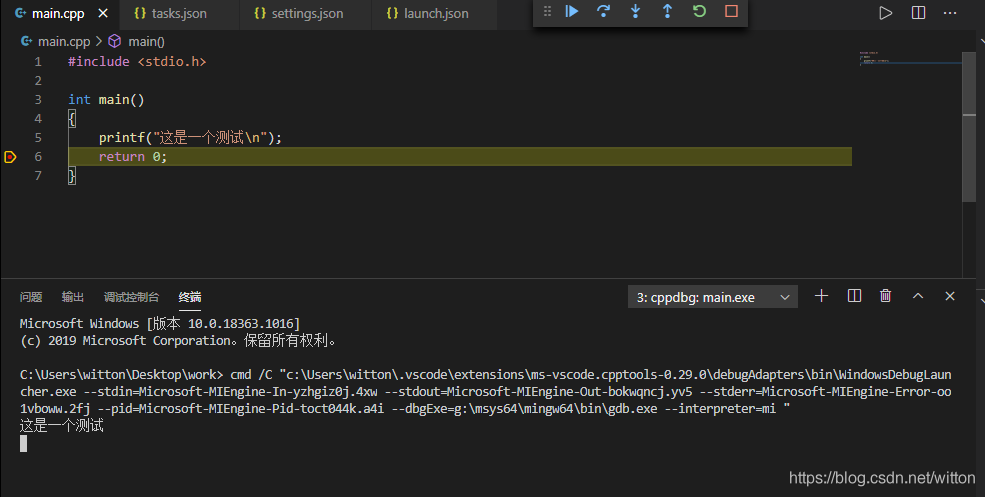 main.cpp
tasks.json
settings.json
launch.json
main.cpp > main()
1 #include <stdio.h>
2
3 int main()
4 {
5 printf("这是一个测试\n");
6 return 0;
7 }
问题 输出 调试控制台 终端
3: cppdbg: main.exe
Microsoft Windows [版本 10.0.18363.1016]
(c) 2019 Microsoft Corporation。保留所有权利。
C:\Users\witton\Desktop\work> cmd /C "c:\Users\witton\.vscode\extensions\ms-vscode.cpptools-0.29.0\debugAdapters\bin\WindowsDebugLaun
cher.exe --stdin=Microsoft-MIEngine-In-yzhgiz0j.4xw --stdout=Microsoft-MIEngine-Out-bokwqncj.yv5 --stderr=Microsoft-MIEngine-Error-oo
1vboww.2fj --pid=Microsoft-MIEngine-Pid-toct044k.a4i --dbgExe=g:\msys64\mingw64\bin\gdb.exe --interpreter=mi "
这是一个测试
https://blog.csdn.net/witton